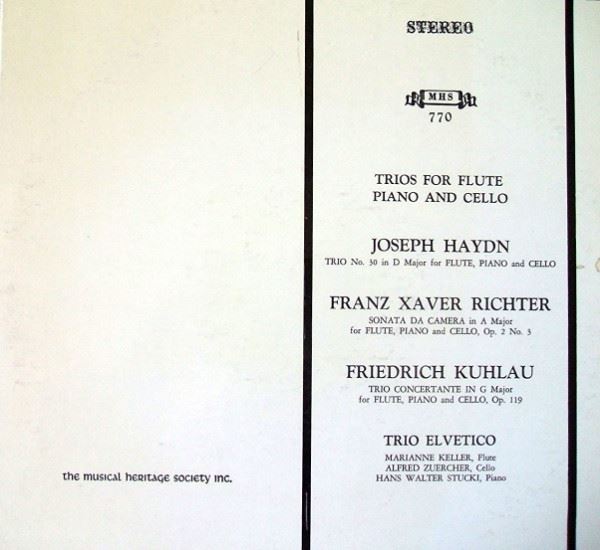 STEREO
MHS
770
TRIOS FOR FLUTE
PIANO AND CELLO
JOSEPH HAYDN
TRIO No. 30 in D Major for FLUTE, PIANO and CELLO
FRANZ XAVER RICHTER
SONATA DA CAMERA in A Major
for FLUTE, PIANO and CELLO, Op. 2 No. 3
FRIEDRICH KUHLAU
TRIO CONCERTANTE IN G Major
for FLUTE, PIANO and CELLO, Op. 119
TRIO ELVETICO
MARIANNE KELLER, Flute
ALFRED ZUERCHER, Cello
HANS WALTER STUCKI, Piano
the musical heritage society inc.